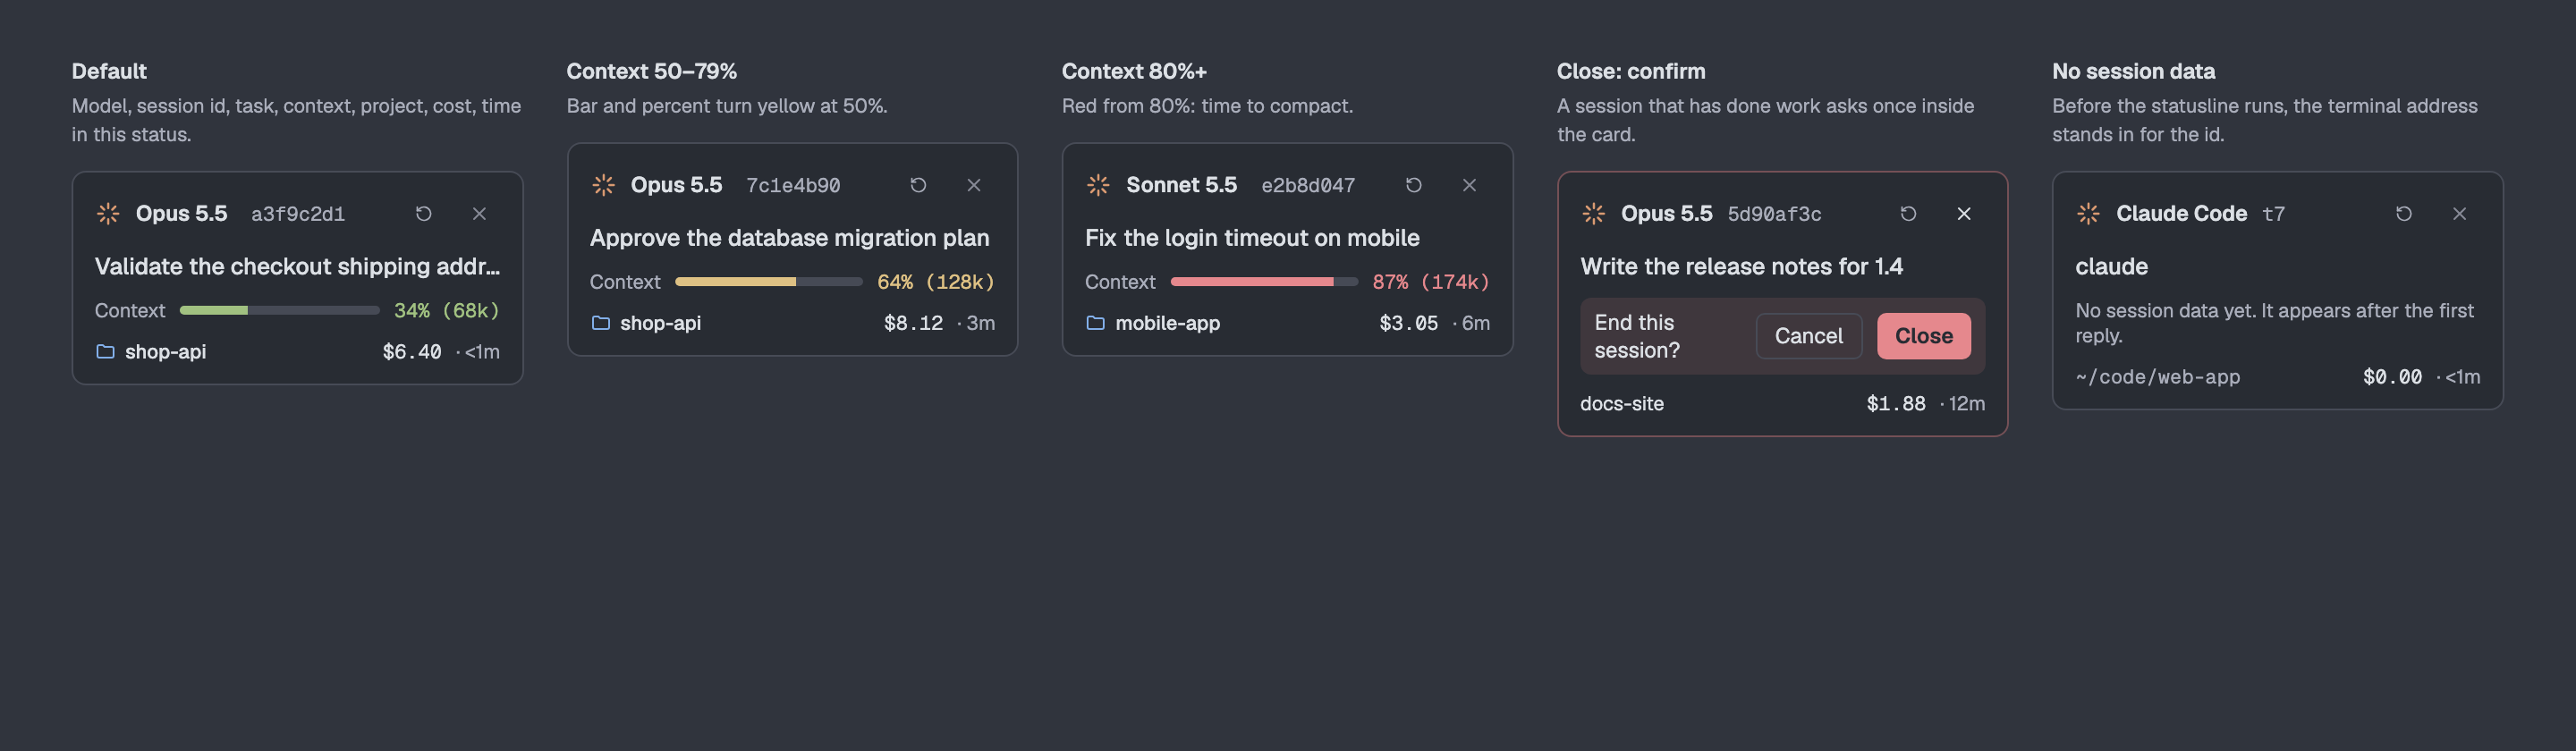 Default
Model, session id, task, context, project, cost, time
in this status.
Opus 5.5 a3f9c2d1
Validate the checkout shipping addr...
Context 34% (68k)
shop-api $6.40 · <1m
Context 50–79%
Bar and percent turn yellow at 50%.
Opus 5.5 7c1e4b90
Approve the database migration plan
Context 64% (128k)
shop-api $8.12 · 3m
Context 80%+
Red from 80%: time to compact.
Sonnet 5.5 e2b8d047
Fix the login timeout on mobile
Context 87% (174k)
mobile-app $3.05 · 6m
Close: confirm
A session that has done work asks once inside
the card.
Opus 5.5 5d90af3c
Write the release notes for 1.4
End this
session?
Cancel Close
docs-site $1.88 · 12m
No session data
Before the statusline runs, the terminal address
stands in for the id.
Claude Code t7
claude
No session data yet. It appears after the first
reply.
~/code/web-app $0.00 · <1m